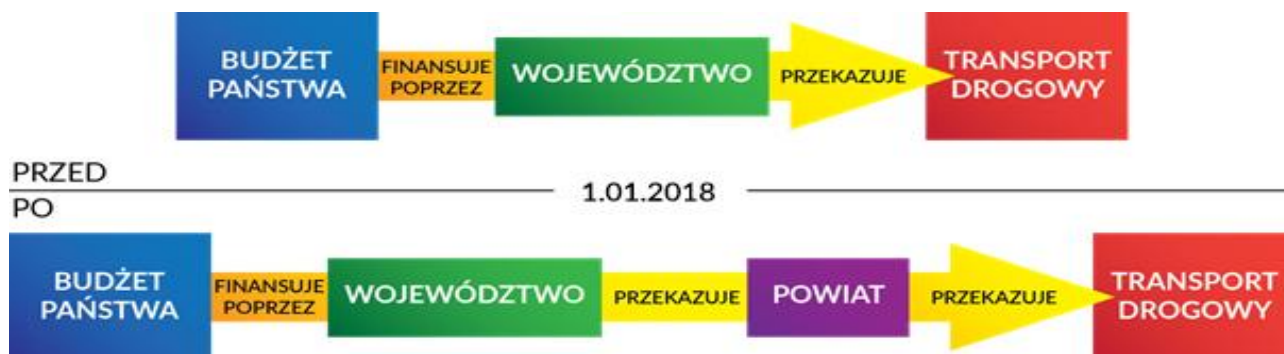 BUDŻET
PAŃSTWA
FINANSUJE
POPRZEZ
WOJEWÓDZTWO
PRZEKAZUJE
TRANSPORT
DROGOWY
PRZED
1.01.2018
PO
BUDŻET
PAŃSTWA
FINANSUJE
POPRZEZ
WOJEWÓDZTWO
PRZEKAZUJE
POWIAT
PRZEKAZUJE
TRANSPORT
DROGOWY